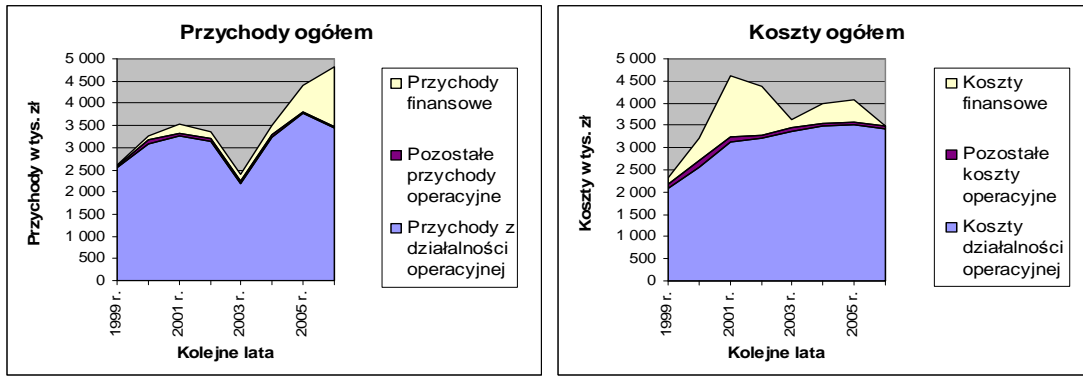 Przychody ogółem
Przychody w tys. zł
5 000
4 500
4 000
3 500
3 000
2 500
2 000
1 500
1 000
500
0
1999 r.
2001 r.
2003 r.
2005 r.
Kolejne lata
Przychody
finansowe
Pozostałe
przychody
operacyjne
Przychody z
działalności
operacyjnej
Koszty ogółem
Koszty w tys. zł
5 000
4 500
4 000
3 500
3 000
2 500
2 000
1 500
1 000
500
0
1999 r.
2001 r.
2003 r.
2005 r.
Kolejne lata
Koszty
finansowe
Pozostałe
koszty
operacyjne
Koszty
działalności
operacyjnej